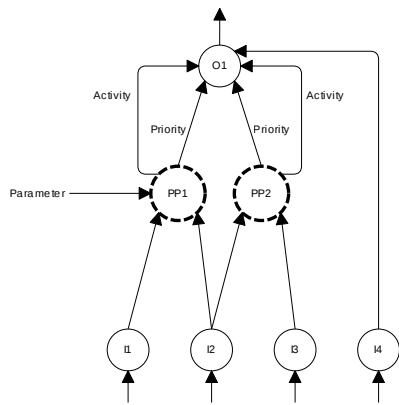 O1
Activity
Activity
Priority
Priority
Parameter
PP1
PP2
I1
I2
I3
I4